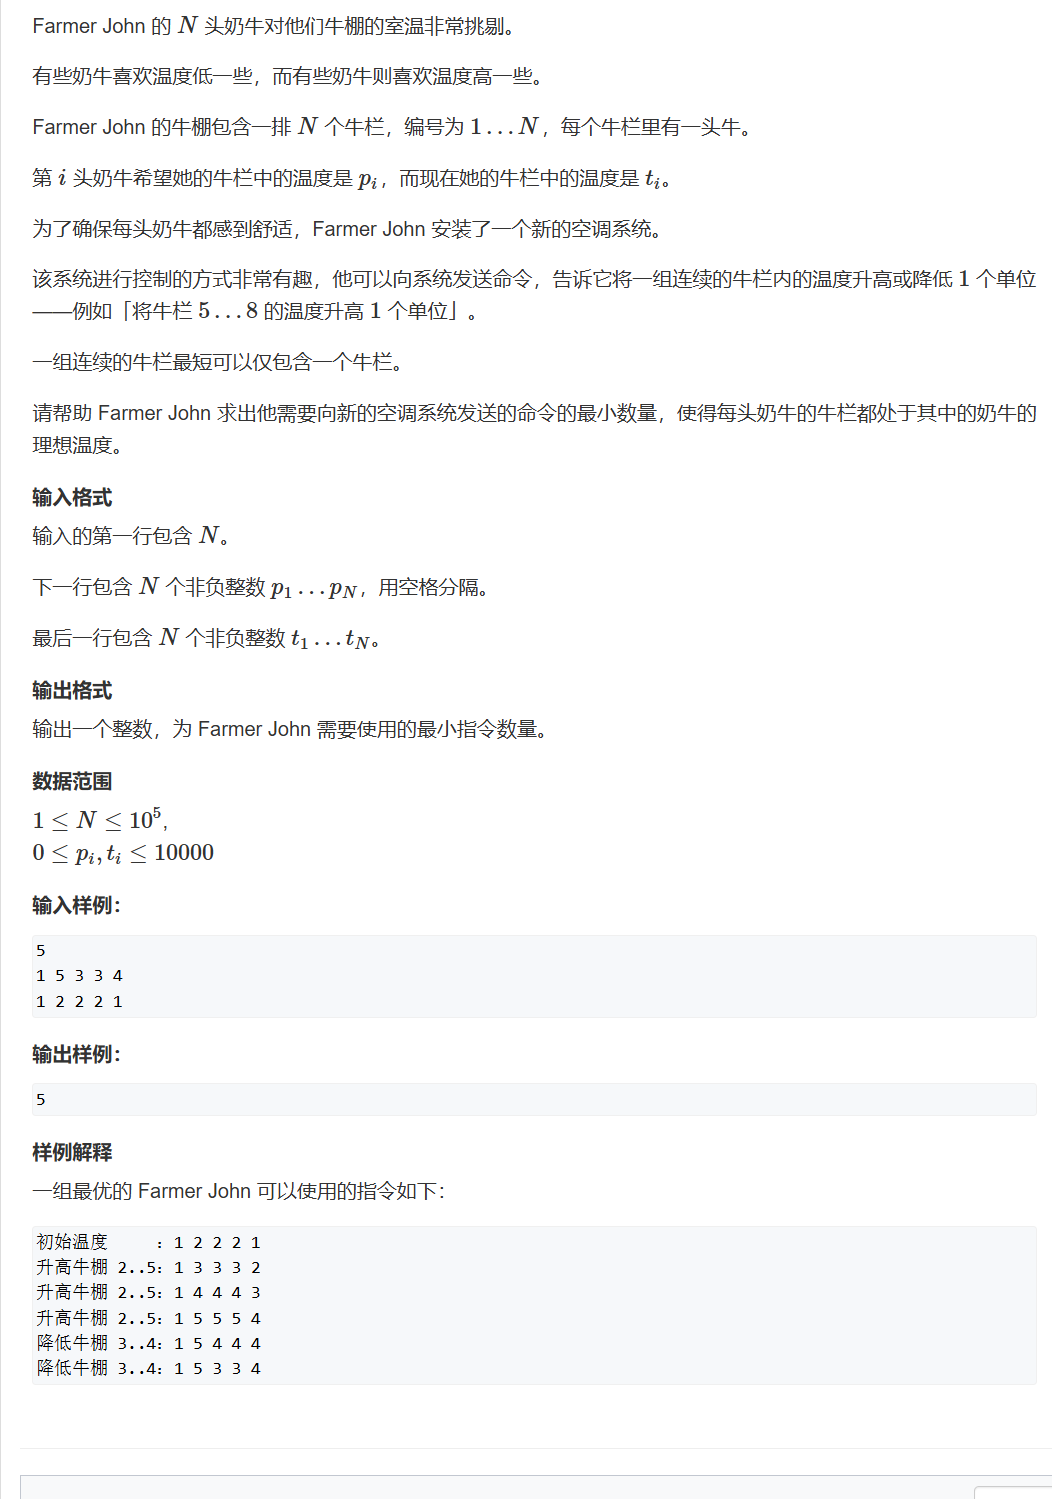 Farmer John 的 N 头奶牛对他们牛棚的室温非常挑剔。
有些奶牛喜欢温度低一些，而有些奶牛则喜欢温度高一些。
Farmer John 的牛棚包含一排 N 个牛栏，编号为 1…N，每个牛栏里有一头牛。
第 i 头奶牛希望她的牛栏中的温度是 pᵢ，而现在她的牛栏中的温度是 tᵢ。
为了确保每头奶牛都感到舒适，Farmer John 安装了一个新的空调系统。
该系统进行控制的方式非常有趣，他可以向系统发送命令，告诉它将一组连续的牛栏内的温度升高或降低 1 个单位
——例如「将牛栏 5…8 的温度升高 1 个单位」。
一组连续的牛栏最短可以仅包含一个牛栏。
请帮助 Farmer John 求出他需要向新的空调系统发送的命令的最小数量，使得每头奶牛的牛栏都处于其中的奶牛的
理想温度。
输入格式
输入的第一行包含 N。
下一行包含 N 个非负整数 p₁…p_N，用空格分隔。
最后一行包含 N 个非负整数 t₁…t_N。
输出格式
输出一个整数，为 Farmer John 需要使用的最小指令数量。
数据范围
1 ≤ N ≤ 10⁵,
0 ≤ pᵢ, tᵢ ≤ 10000
输入样例：
5
1 5 3 3 4
1 2 2 2 1
输出样例：
5
样例解释
一组最优的 Farmer John 可以使用的指令如下：
初始温度 ：1 2 2 2 1
升高牛棚 2..5：1 3 3 3 2
升高牛棚 2..5：1 4 4 4 3
升高牛棚 2..5：1 5 5 5 4
降低牛棚 3..4：1 5 4 4 4
降低牛棚 3..4：1 5 3 3 4